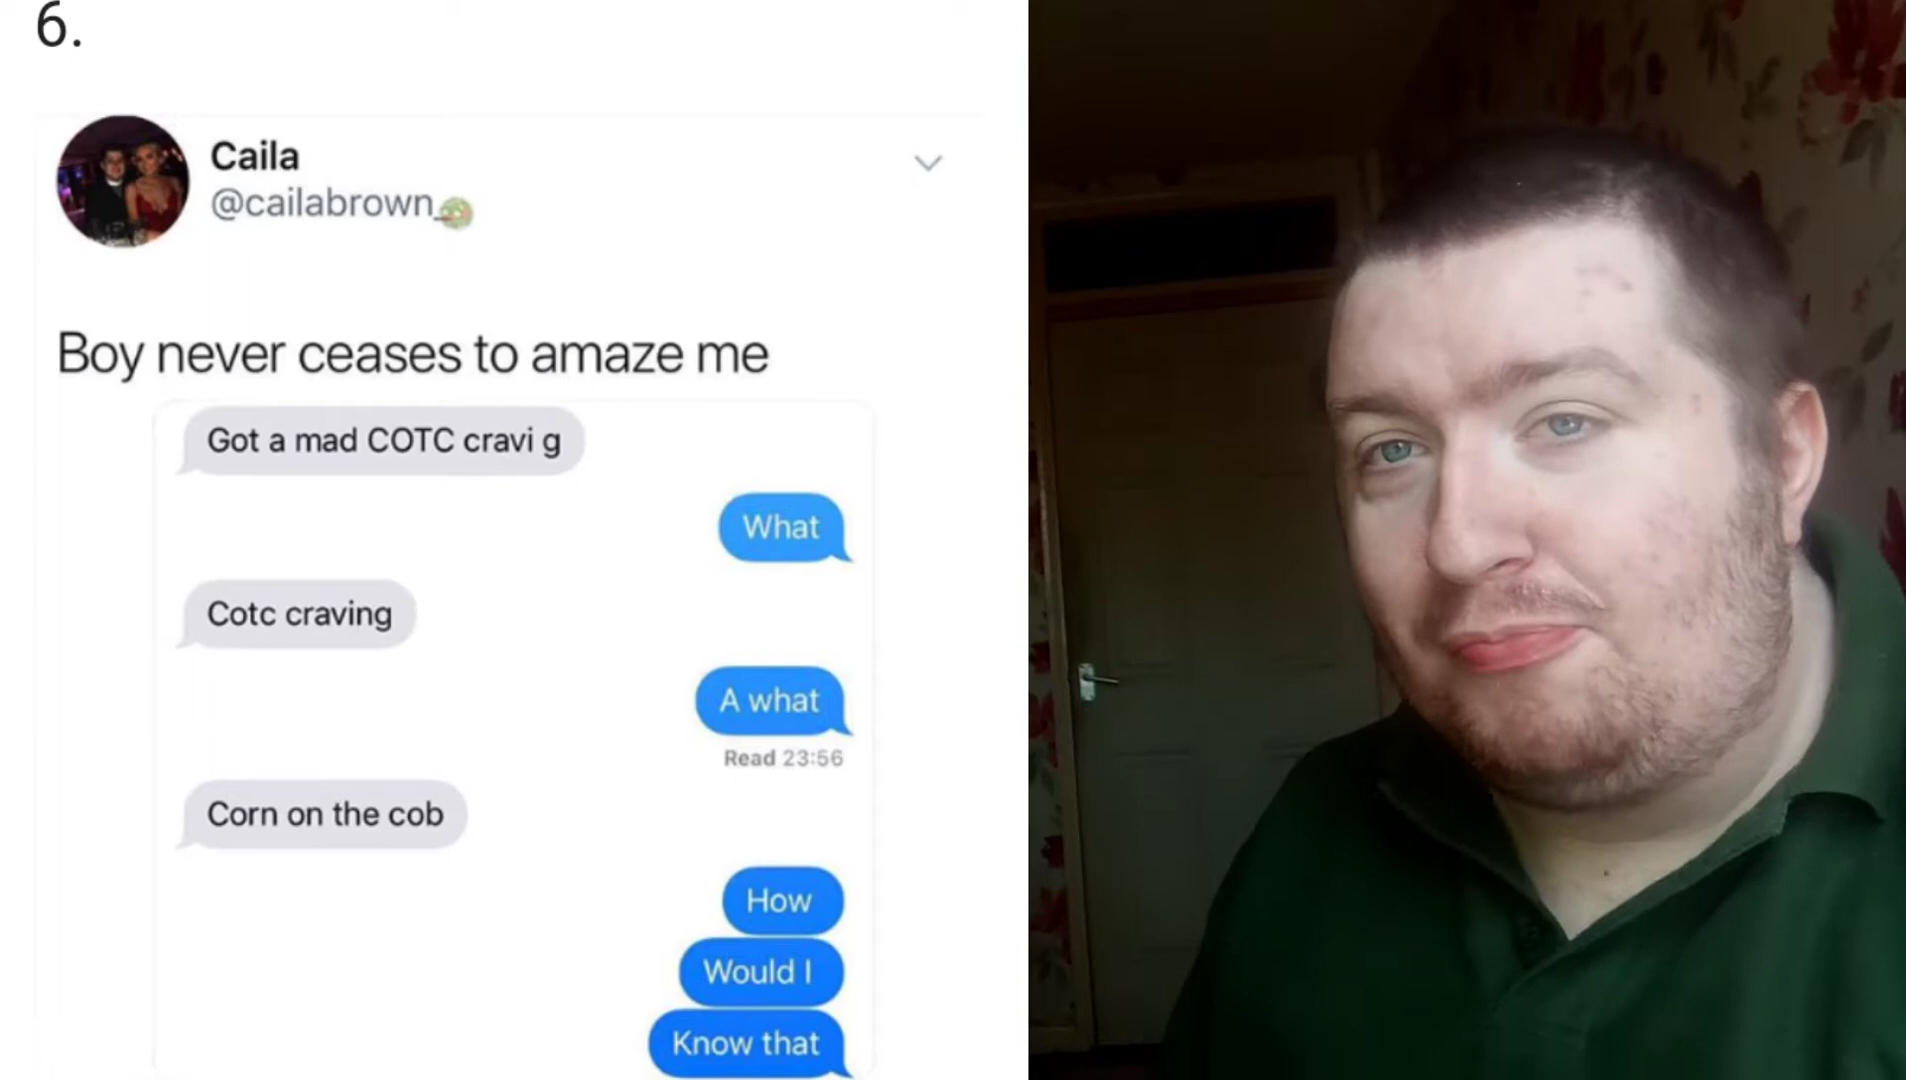 6.
Caila
@cailabrown_
Boy never ceases to amaze me
Got a mad COTC cravi g
What
Cotc craving
A what
Read 23:56
Corn on the cob
How
Would I
Know that